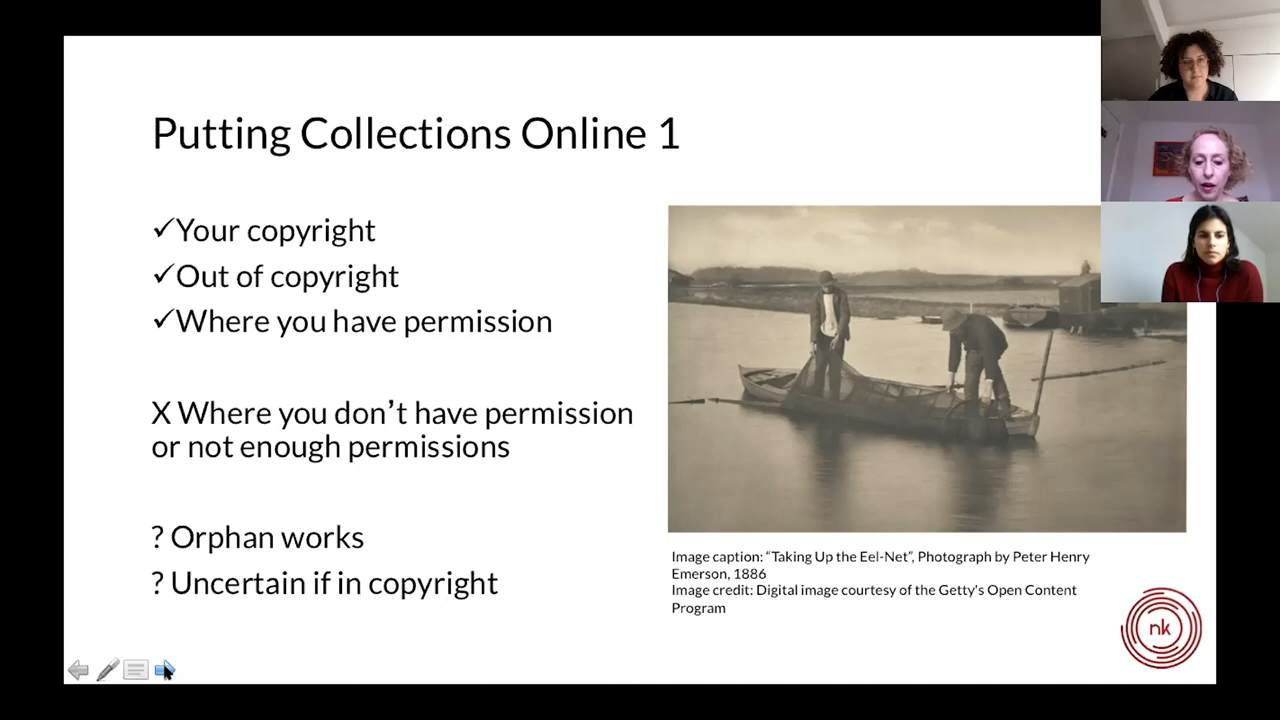 Putting Collections Online 1
✓Your copyright
✓Out of copyright
✓Where you have permission
X Where you don’t have permission
or not enough permissions
? Orphan works
? Uncertain if in copyright
Image caption: “Taking Up the Eel-Net”, Photograph by Peter Henry
Emerson, 1886
Image credit: Digital image courtesy of the Getty's Open Content
Program
nk